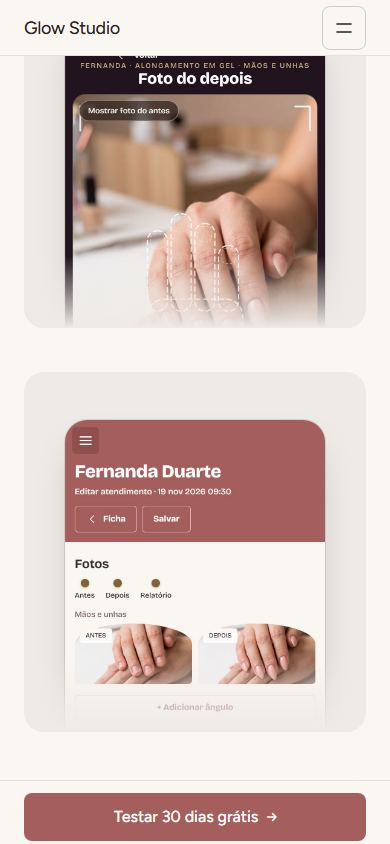 Glow Studio
Voltar
FERNANDA · ALONGAMENTO EM GEL · MÃOS E UNHAS
Foto do depois
Mostrar foto do antes
Fernanda Duarte
Editar atendimento · 19 nov 2026 09:30
Ficha
Salvar
Fotos
Antes
Depois
Relatório
Mãos e unhas
ANTES
DEPOIS
+ Adicionar ângulo
Testar 30 dias grátis →